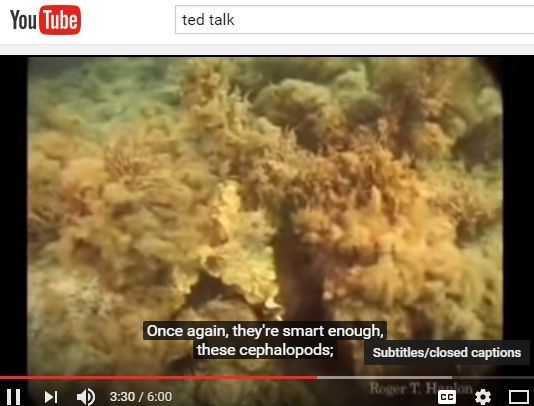 YouTube
ted talk
Once again, they're smart enough,
these cephalopods;
Subtitles/closed captions
Roger T. Hanlon
3:30 / 6:00
CC